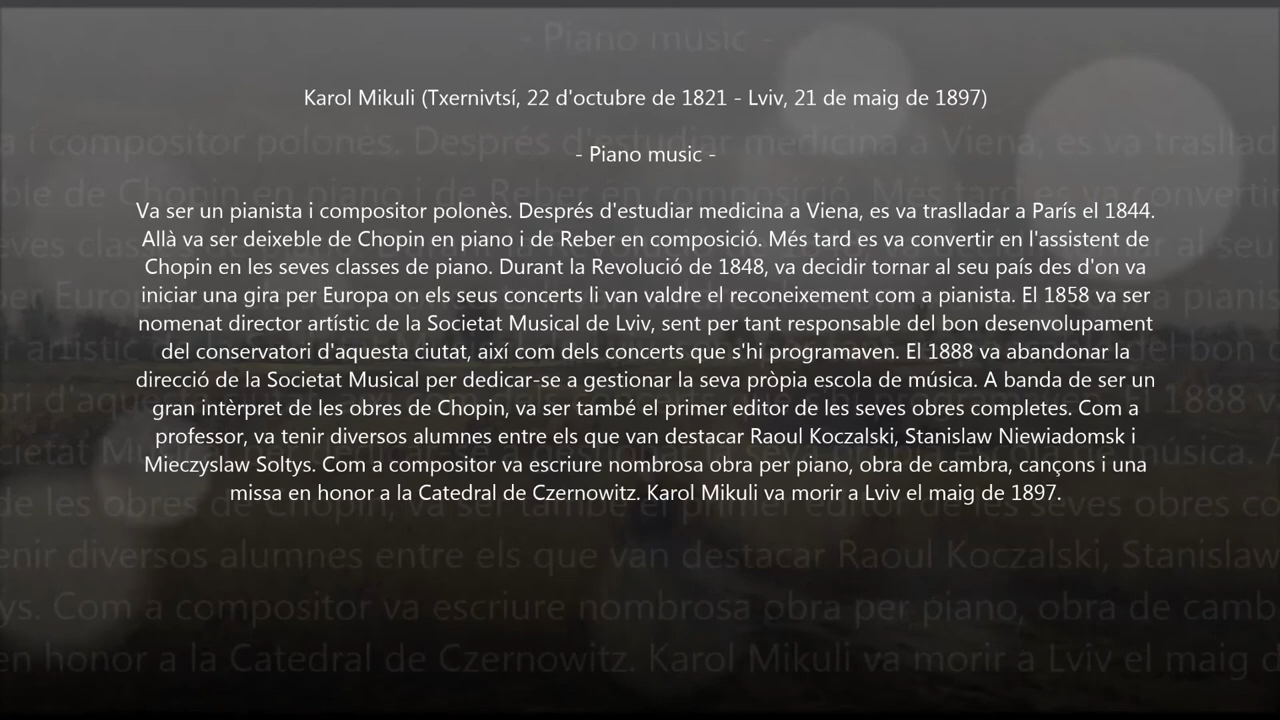 Karol Mikuli (Txernivtsí, 22 d'octubre de 1821 - Lviv, 21 de maig de 1897)
- Piano music -
Va ser un pianista i compositor polonès. Després d'estudiar medicina a Viena, es va traslladar a París el 1844.
Allà va ser deixeble de Chopin en piano i de Reber en composició. Més tard es va convertir en l'assistent de
Chopin en les seves classes de piano. Durant la Revolució de 1848, va decidir tornar al seu país des d'on va
iniciar una gira per Europa on els seus concerts li van valdre el reconeixement com a pianista. El 1858 va ser
nomenat director artístic de la Societat Musical de Lviv, sent per tant responsable del bon desenvolupament
del conservatori d'aquesta ciutat, així com dels concerts que s'hi programaven. El 1888 va abandonar la
direcció de la Societat Musical per dedicar-se a gestionar la seva pròpia escola de música. A banda de ser un
gran intèrpret de les obres de Chopin, va ser també el primer editor de les seves obres completes. Com a
professor, va tenir diversos alumnes entre els que van destacar Raoul Koczalski, Stanislaw Niewiadomsk i
Mieczyslaw Soltys. Com a compositor va escriure nombrosa obra per piano, obra de cambra, cançons i una
missa en honor a la Catedral de Czernowitz. Karol Mikuli va morir a Lviv el maig de 1897.